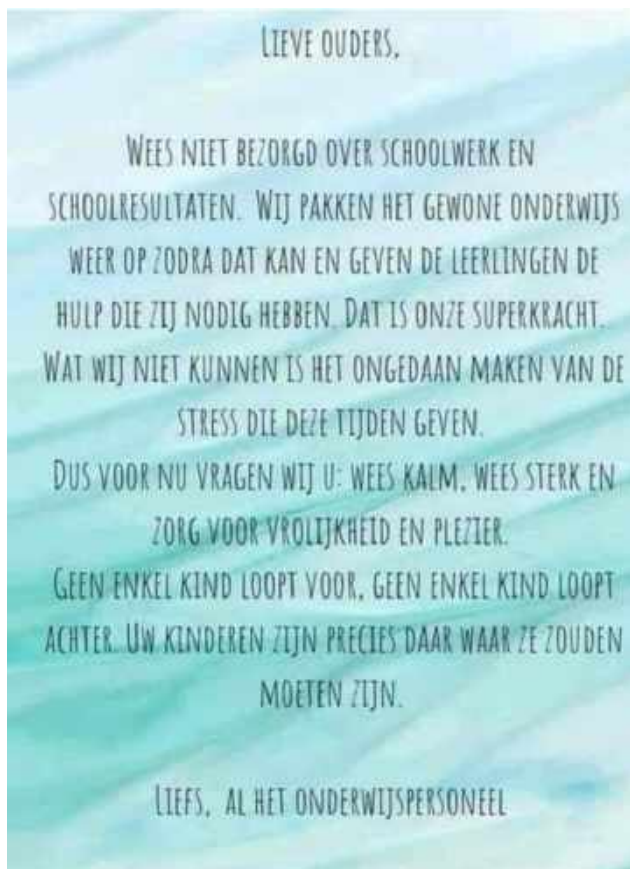 LIEVE OUDERS,
WEES NIET BEZORGD OVER SCHOOLWERK EN
SCHOOLRESULTATEN. WIJ PAKKEN HET GEWONE ONDERWIJS
WEER OP ZODRA DAT KAN EN GEVEN DE LEERLINGEN DE
HULP DIE ZIJ NODIG HEBBEN. DAT IS ONZE SUPERKRACHT.
WAT WIJ NIET KUNNEN IS HET ONGEDAAN MAKEN VAN DE
STRESS DIE DEZE TIJDEN GEVEN.
DUS VOOR NU VRAGEN WIJ U: WEES KALM, WEES STERK EN
ZORG VOOR VROLIJKHEID EN PLEZIER.
GEEN ENKEL KIND LOOPT VOOR, GEEN ENKEL KIND LOOPT
ACHTER. UW KINDEREN ZIJN PRECIES DAAR WAAR ZE ZOUDEN
MOETEN ZIJN.
LIEFS, AL HET ONDERWIJSPERSONEEL